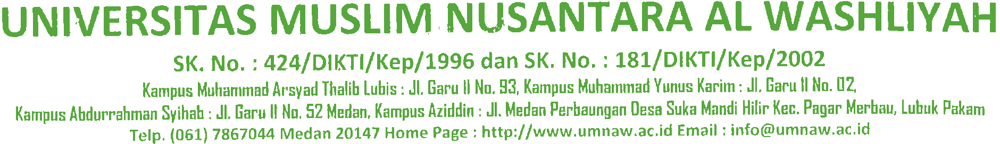 UNIVERSITAS MUSLIM NUSANTARA AL WASHLIYAH
SK. No. : 424/DIKTI/Kep/1996 dan SK. No. : 181/DIKTI/Kep/2002
Kampus Muhammad Arsyad Thalib Lubis : Jl. Garu II No. 93, Kampus Muhammad Yunus Karim : Jl. Garu II No. 02,
Kampus Abdurrahman Syihab : Jl. Garu II No. 52 Medan, Kampus Aziddin : Jl. Medan Perbaungan Desa Suka Mandi Hilir Kec. Pagar Merbau, Lubuk Pakam
Telp. (061) 7867044 Medan 20147 Home Page : http://www.umnaw.ac.id Email : info@umnaw.ac.id